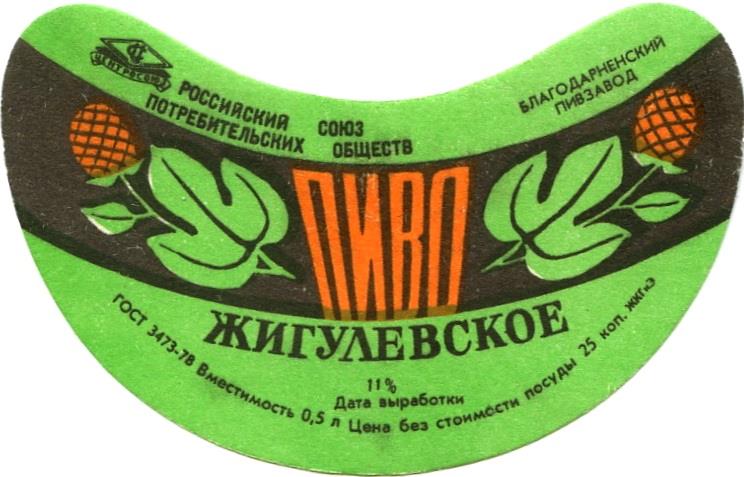 ЦЕНТРОСОЮЗ
РОССИЙСКИЙ СОЮЗ
ПОТРЕБИТЕЛЬСКИХ ОБЩЕСТВ
БЛАГОДАРНЕНСКИЙ
ПИВЗАВОД
ПИВО
ЖИГУЛЕВСКОЕ
11%
Дата выработки
ГОСТ 3473-78 Вместимость 0,5 л Цена без стоимости посуды 25 коп.